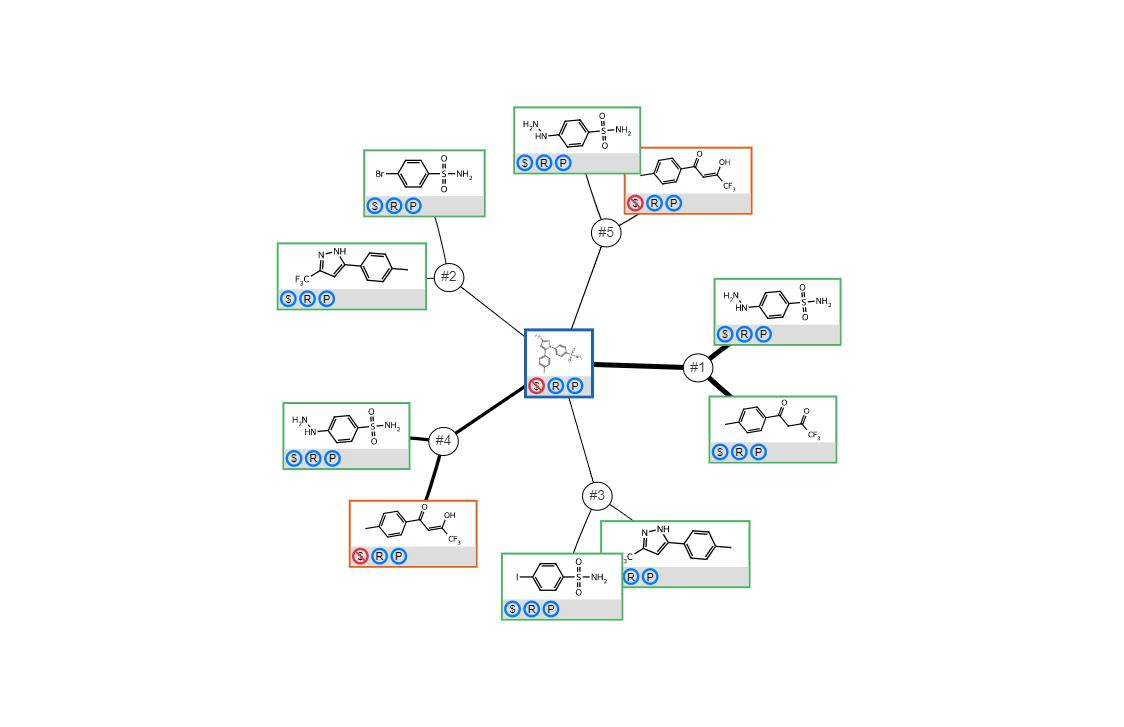 O
H₂N
HN
S
NH₂
O
$ R P
O
OH
CF₃
$ R P
O
Br
S
NH₂
O
$ R P
#5
N NH
F₃C
$ R P
#2
O
H₂N
HN
S
NH₂
O
$ R P
#1
$ R P
O
O
CF₃
$ R P
O
H₂N
HN
S
NH₂
O
$ R P
#4
O
OH
CF₃
$ R P
#3
N NH
₃C
R P
O
I
S
NH₂
O
$ R P